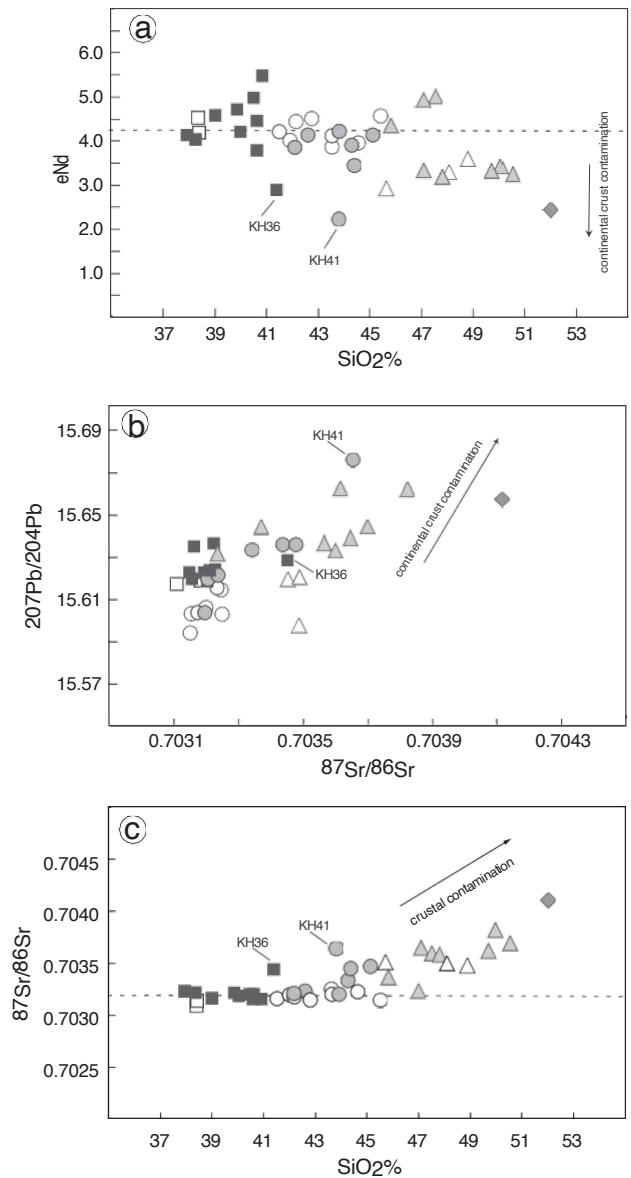 a
6.0
5.0
4.0
3.0
2.0
1.0
eNd
KH36
KH41
continental crust contamination
37 39 41 43 45 47 49 51 53
SiO2%
b
15.69
15.65
15.61
15.57
207Pb/204Pb
KH41
KH36
continental crust contamination
0.7031 0.7035 0.7039 0.7043
87Sr/86Sr
c
0.7045
0.7040
0.7035
0.7030
0.7025
87Sr/86Sr
KH36
KH41
crustal contamination
37 39 41 43 45 47 49 51 53
SiO2%